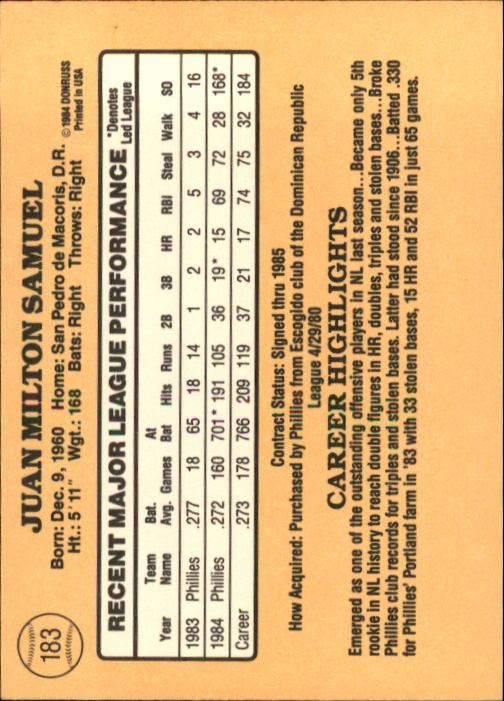 183
JUAN MILTON SAMUEL
Born: Dec. 9, 1960 Home: San Pedro de Macoris, D.R.
Ht.: 5'11" Wgt.: 168 Bats: Right Throws: Right
©1984 DONRUSS
Printed in USA
RECENT MAJOR LEAGUE PERFORMANCE *Denotes Led League
Year Team Name Bat. Avg. Games At Bat Hits Runs 2B 3B HR RBI Steal Walk SO
1983 Phillies .277 18 65 18 14 1 2 2 5 3 4 16
1984 Phillies .272 160 701* 191 105 36 19* 15 69 72 28 168*
Career .273 178 766 209 119 37 21 17 74 75 32 184
Contract Status: Signed thru 1985
How Acquired: Purchased by Phillies from Escogido club of the Dominican Republic
League 4/29/80
CAREER HIGHLIGHTS
Emerged as one of the outstanding offensive players in NL last season...Became only 5th
rookie in NL history to reach double figures in HR, doubles, triples and stolen bases...Broke
Phillies club records for triples and stolen bases. Latter had stood since 1906...Batted .330
for Phillies' Portland farm in '83 with 33 stolen bases, 15 HR and 52 RBI in just 65 games.